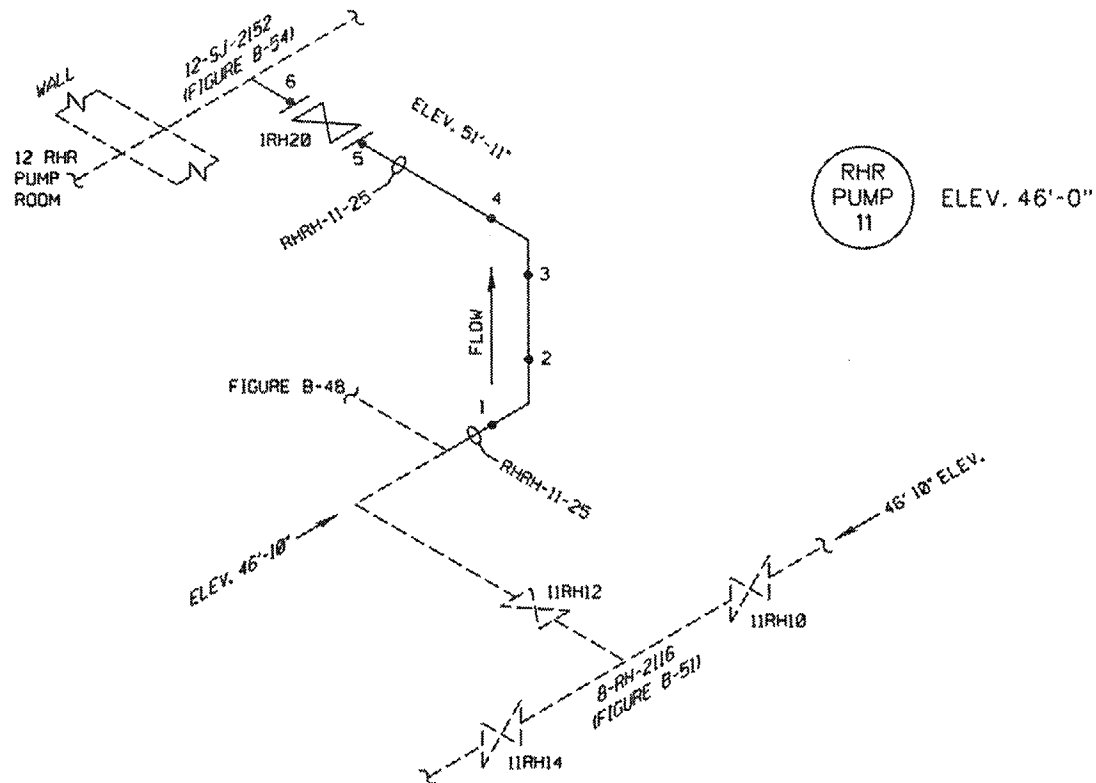 12-SJ-2152
(FIGURE B-54)
WALL
6
ELEV. 51'-11"
1RH20
5
12 RHR
PUMP
ROOM
RHRH-11-25
4
RHR
PUMP
11
ELEV. 46'-0"
3
FLOW
2
FIGURE B-48
1
RHRH-11-25
46' 10" ELEV.
ELEV. 46'-10"
11RH12
11RH10
8-RH-2116
(FIGURE B-51)
11RH14